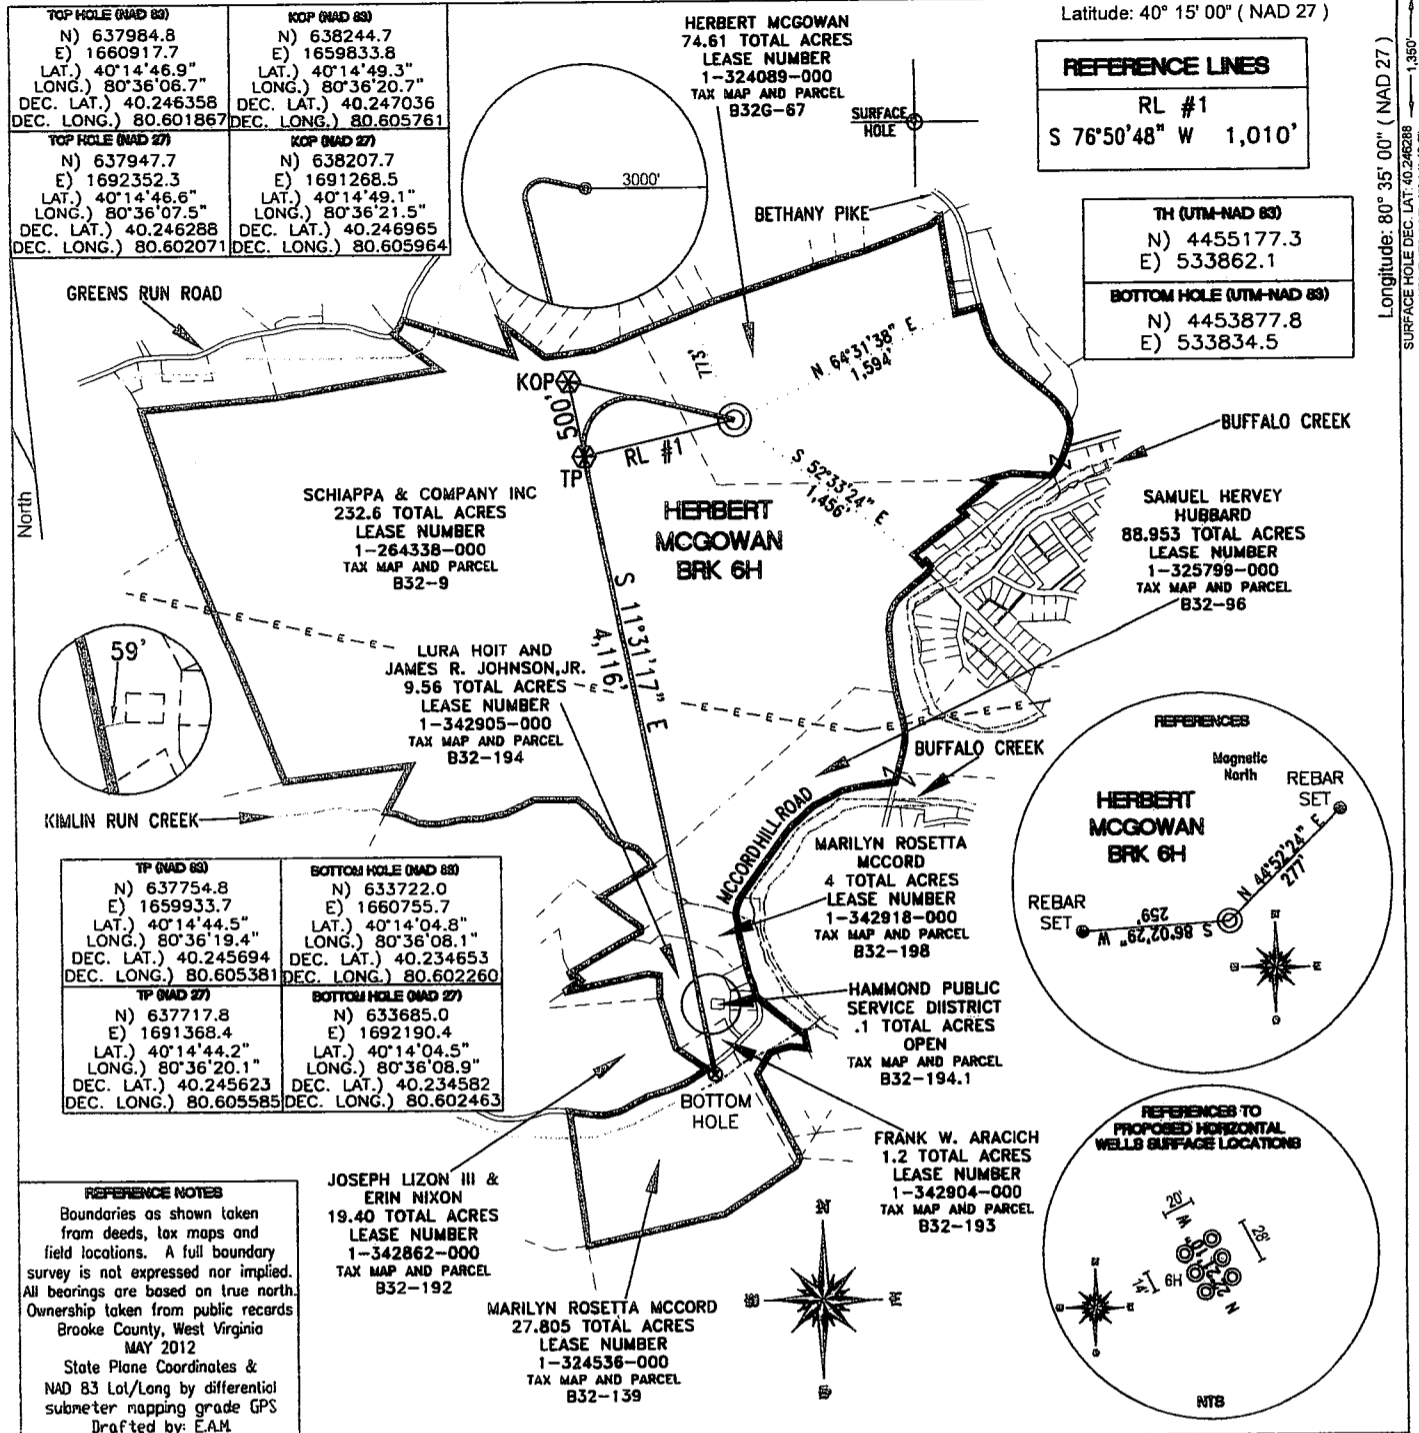 TOP HOLE (NAD 83)
N) 637984.8
E) 1660917.7
LAT.) 40°14'46.9"
LONG.) 80°36'06.7"
DEC. LAT.) 40.246358
DEC. LONG.) 80.601867
KOP (NAD 83)
N) 638244.7
E) 1659833.8
LAT.) 40°14'49.3"
LONG.) 80°36'20.7"
DEC. LAT.) 40.247036
DEC. LONG.) 80.605761
TOP HOLE (NAD 27)
N) 637947.7
E) 1692352.3
LAT.) 40°14'46.6"
LONG.) 80°36'07.5"
DEC. LAT.) 40.246288
DEC. LONG.) 80.602071
KOP (NAD 27)
N) 638207.7
E) 1691268.5
LAT.) 40°14'49.1"
LONG.) 80°36'21.5"
DEC. LAT.) 40.246965
DEC. LONG.) 80.605964
HERBERT MCGOWAN
74.61 TOTAL ACRES
LEASE NUMBER
1-324089-000
TAX MAP AND PARCEL
B32G-67
SURFACE
HOLE
3000'
Latitude: 40° 15' 00" ( NAD 27 )
REFERENCE LINES
RL #1
S 76°50'48" W 1,010'
Longitude: 80° 35' 00" ( NAD 27 )
SURFACE HOLE DEC. LAT: 40.246288
1,350'
TH (UTM-NAD 83)
N) 4455177.3
E) 533862.1
BOTTOM HOLE (UTM-NAD 83)
N) 4453877.8
E) 533834.5
BETHANY PIKE
GREENS RUN ROAD
North
KOP
500'
TP
RL #1
773'
N 64°31'38" E
1,594'
S 52°33'24" E
1,456'
BUFFALO CREEK
SCHIAPPA & COMPANY INC
232.6 TOTAL ACRES
LEASE NUMBER
1-264338-000
TAX MAP AND PARCEL
B32-9
HERBERT
MCGOWAN
BRK 6H
SAMUEL HERVEY
HUBBARD
88.953 TOTAL ACRES
LEASE NUMBER
1-325799-000
TAX MAP AND PARCEL
B32-96
S 11°31'17" E
4,116'
59'
LURA HOIT AND
JAMES R. JOHNSON,JR.
9.56 TOTAL ACRES
LEASE NUMBER
1-342905-000
TAX MAP AND PARCEL
B32-194
E E E E E E E
E E E E E E E E
BUFFALO CREEK
KIMLIN RUN CREEK
MCCORD HILL ROAD
REFERENCES
Magnetic
North
REBAR
SET
HERBERT
MCGOWAN
BRK 6H
N 44°52'24" E
277'
REBAR
SET
259'
S 86°02'29" W
MARILYN ROSETTA
MCCORD
4 TOTAL ACRES
LEASE NUMBER
1-342918-000
TAX MAP AND PARCEL
B32-198
TP (NAD 83)
N) 637754.8
E) 1659933.7
LAT.) 40°14'44.5"
LONG.) 80°36'19.4"
DEC. LAT.) 40.245694
DEC. LONG.) 80.605381
BOTTOM HOLE (NAD 83)
N) 633722.0
E) 1660755.7
LAT.) 40°14'04.8"
LONG.) 80°36'08.1"
DEC. LAT.) 40.234653
DEC. LONG.) 80.602260
TP (NAD 27)
N) 637717.8
E) 1691368.4
LAT.) 40°14'44.2"
LONG.) 80°36'20.1"
DEC. LAT.) 40.245623
DEC. LONG.) 80.605585
BOTTOM HOLE (NAD 27)
N) 633685.0
E) 1692190.4
LAT.) 40°14'04.5"
LONG.) 80°36'08.9"
DEC. LAT.) 40.234582
DEC. LONG.) 80.602463
HAMMOND PUBLIC
SERVICE DIISTRICT
.1 TOTAL ACRES
OPEN
TAX MAP AND PARCEL
B32-194.1
BOTTOM
HOLE
FRANK W. ARACICH
1.2 TOTAL ACRES
LEASE NUMBER
1-342904-000
TAX MAP AND PARCEL
B32-193
REFERENCES TO
PROPOSED HORIZONTAL
WELLS SURFACE LOCATIONS
20'
28'
14'
6H
NTS
JOSEPH LIZON III &
ERIN NIXON
19.40 TOTAL ACRES
LEASE NUMBER
1-342862-000
TAX MAP AND PARCEL
B32-192
MARILYN ROSETTA MCCORD
27.805 TOTAL ACRES
LEASE NUMBER
1-324536-000
TAX MAP AND PARCEL
B32-139
N
E
REFERENCE NOTES
Boundaries as shown taken
from deeds, tax maps and
field locations. A full boundary
survey is not expressed nor implied.
All bearings are based on true north.
Ownership taken from public records
Brooke County, West Virginia
MAY 2012
State Plane Coordinates &
NAD 83 Lat/Long by differential
submeter mapping grade GPS
Drafted by: E.A.M.